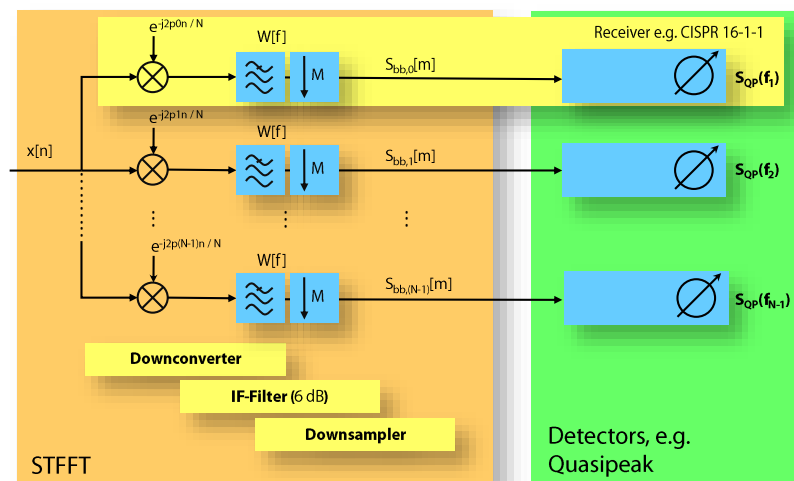 Receiver e.g. CISPR 16-1-1
e-j2p0n / N
W[f]
M
Sbb,0[m]
SQP(f1)
e-j2p1n / N
W[f]
x[n]
M
Sbb,1[m]
SQP(f2)
e-j2p(N-1)n / N
W[f]
M
Sbb,(N-1)[m]
SQP(fN-1)
Downconverter
IF-Filter (6 dB)
Downsampler
STFFT
Detectors, e.g.
Quasipeak